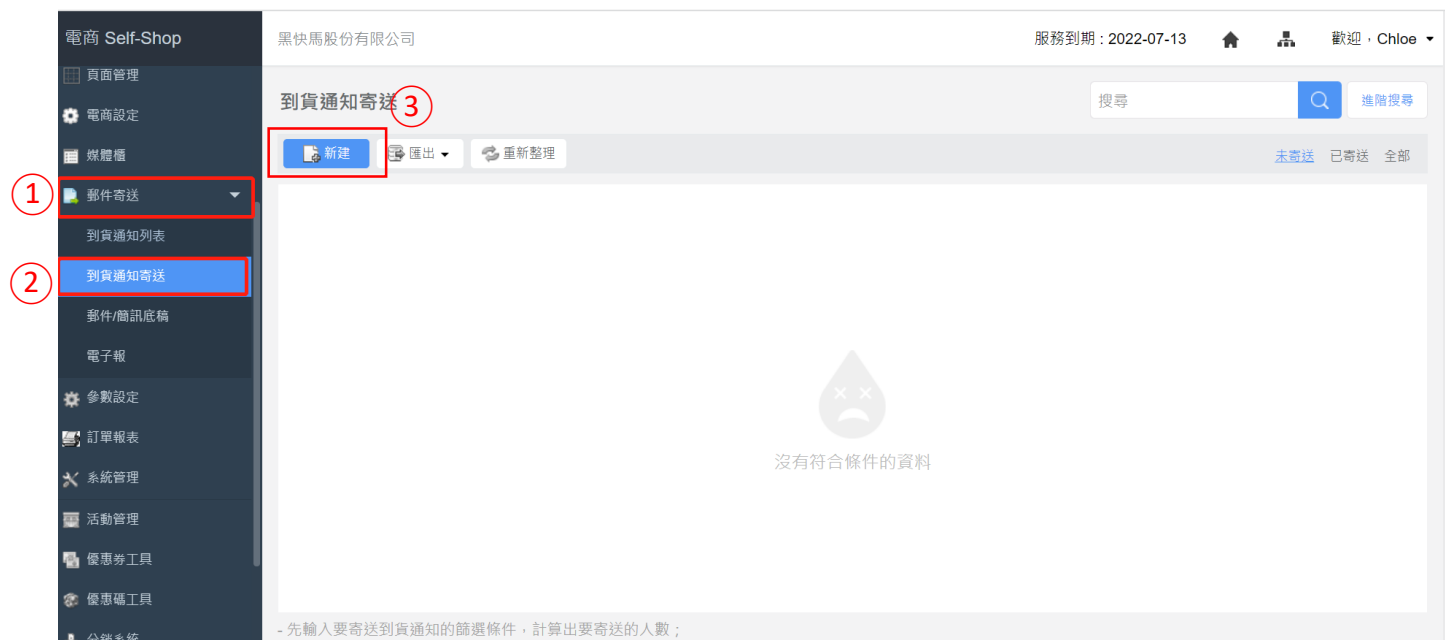 電商 Self-Shop
黑快馬股份有限公司
服務到期 : 2022-07-13
歡迎，Chloe
頁面管理
電商設定
媒體櫃
① 郵件寄送
到貨通知列表
② 到貨通知寄送
郵件/簡訊底稿
電子報
參數設定
訂單報表
系統管理
活動管理
優惠券工具
優惠碼工具
分銷系統
到貨通知寄送 ③
搜尋
進階搜尋
新建 匯出 重新整理
未寄送 已寄送 全部
沒有符合條件的資料
- 先輸入要寄送到貨通知的篩選條件，計算出要寄送的人數；